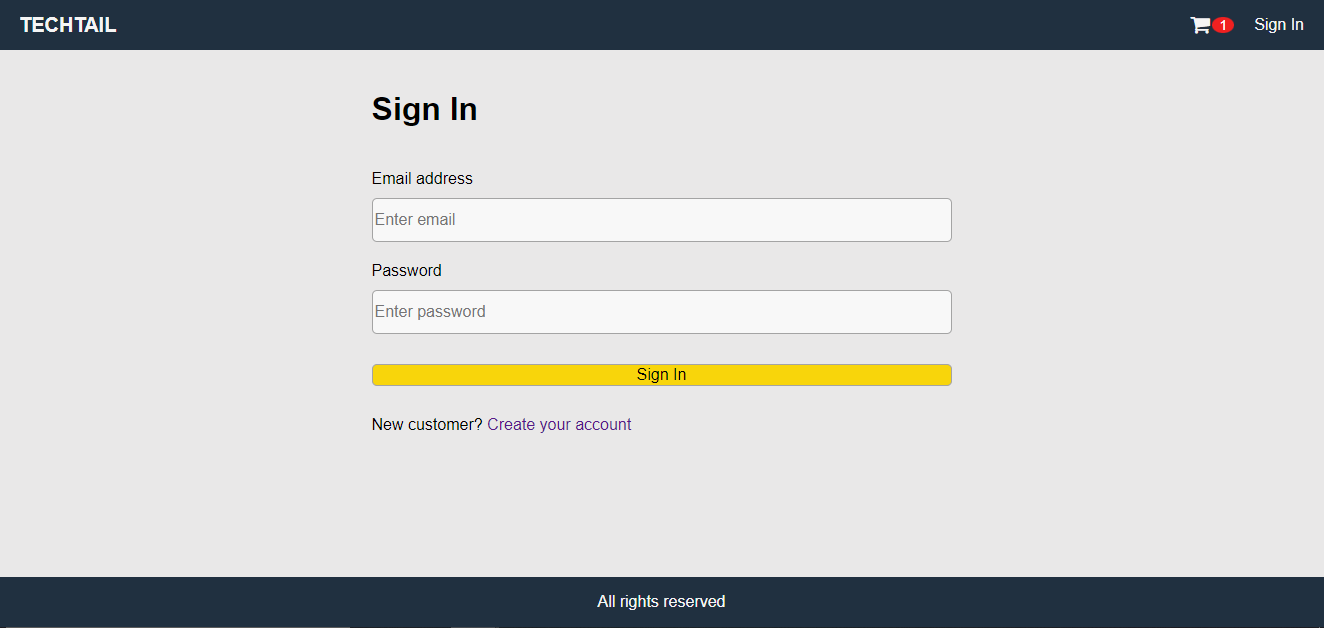 TECHTAIL
1 Sign In
Sign In
Email address
Enter email
Password
Enter password
Sign In
New customer? Create your account
All rights reserved